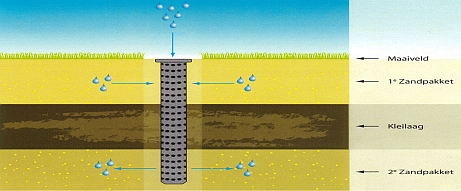 Maaiveld
1e Zandpakket
Kleilaag
2e Zandpakket